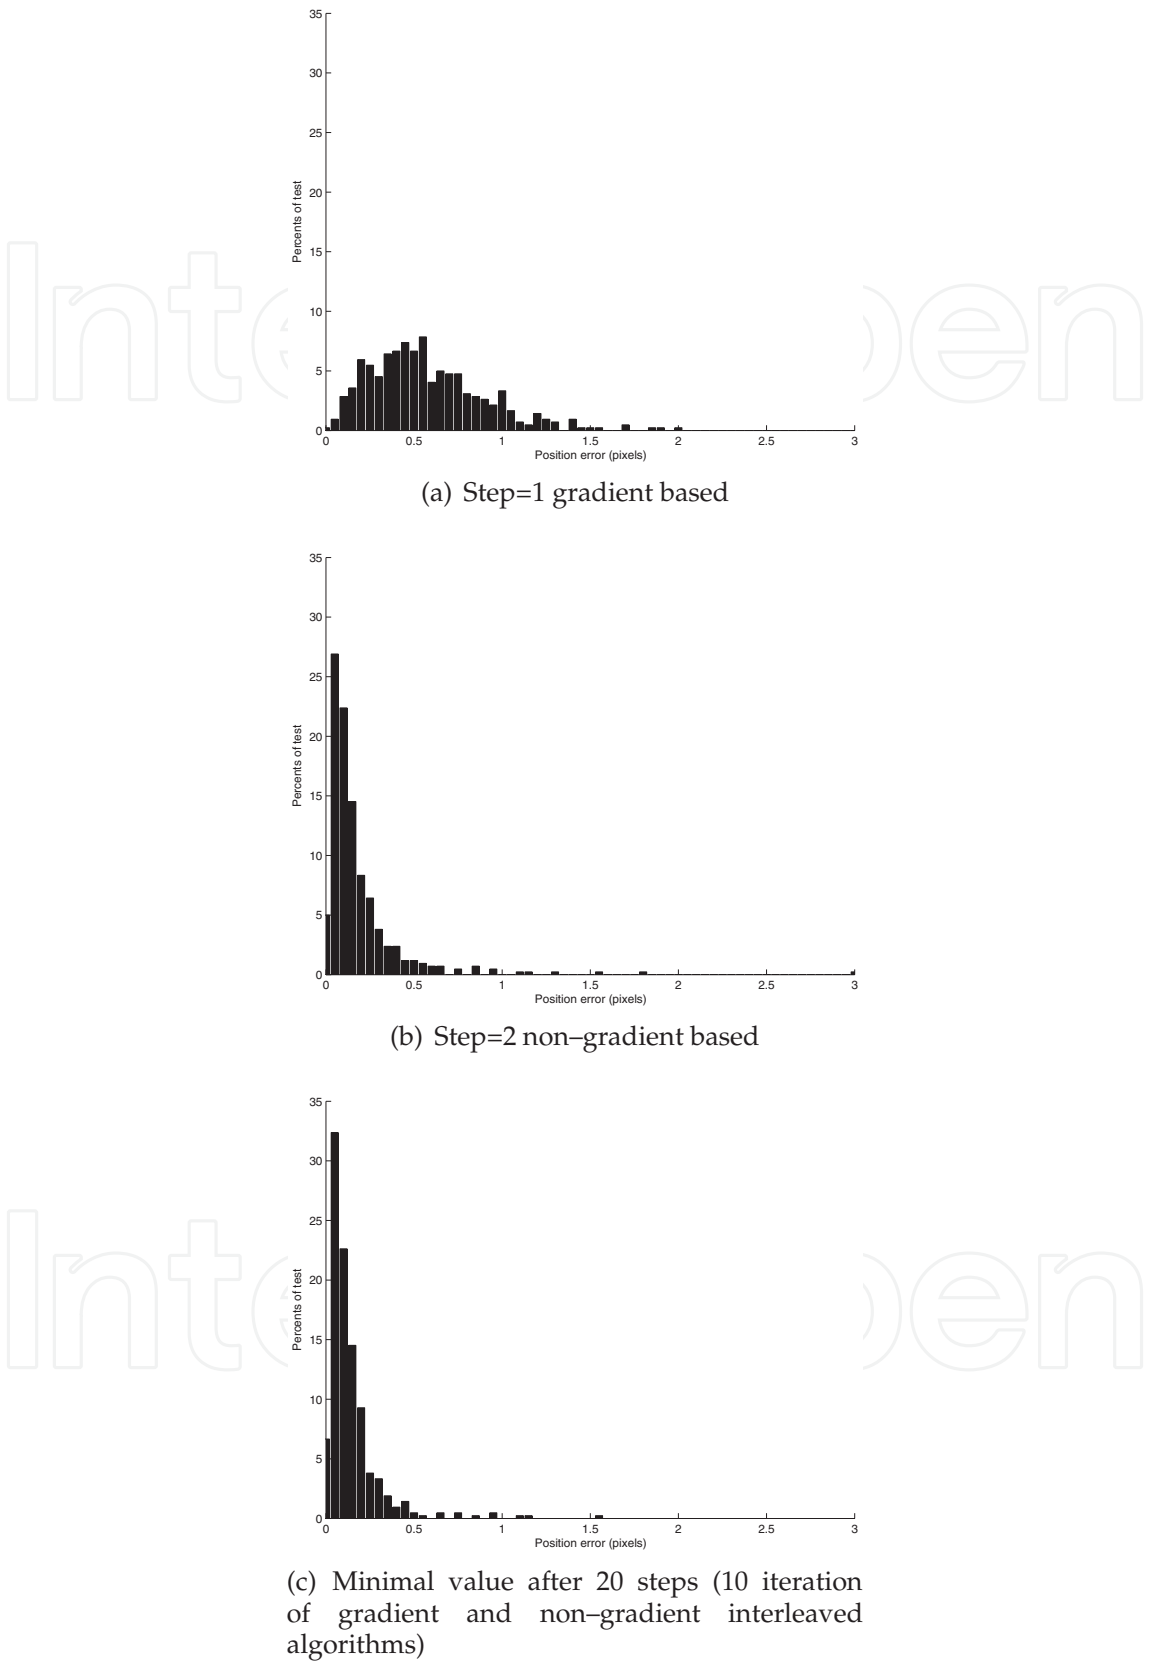 35
30
25
20
15
10
5
0
Percents of test
0 0.5 1 1.5 2 2.5 3
Position error (pixels)
(a) Step=1 gradient based
35
30
25
20
15
10
5
0
Percents of test
0 0.5 1 1.5 2 2.5 3
Position error (pixels)
(b) Step=2 non–gradient based
35
30
25
20
15
10
5
0
Percents of test
0 0.5 1 1.5 2 2.5 3
Position error (pixels)
(c) Minimal value after 20 steps (10 iteration
of gradient and non–gradient interleaved
algorithms)
Inte
pen
Inte
pen